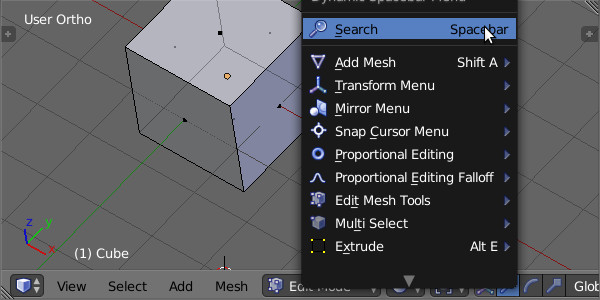 Dynamic Spacebar Menu
User Ortho
Search Spacebar
Add Mesh Shift A
Transform Menu
Mirror Menu
Snap Cursor Menu
Proportional Editing
Proportional Editing Falloff
Edit Mesh Tools
Multi Select
Extrude Alt E
z
y
x
(1) Cube
View Select Add Mesh Edit Mode Glob